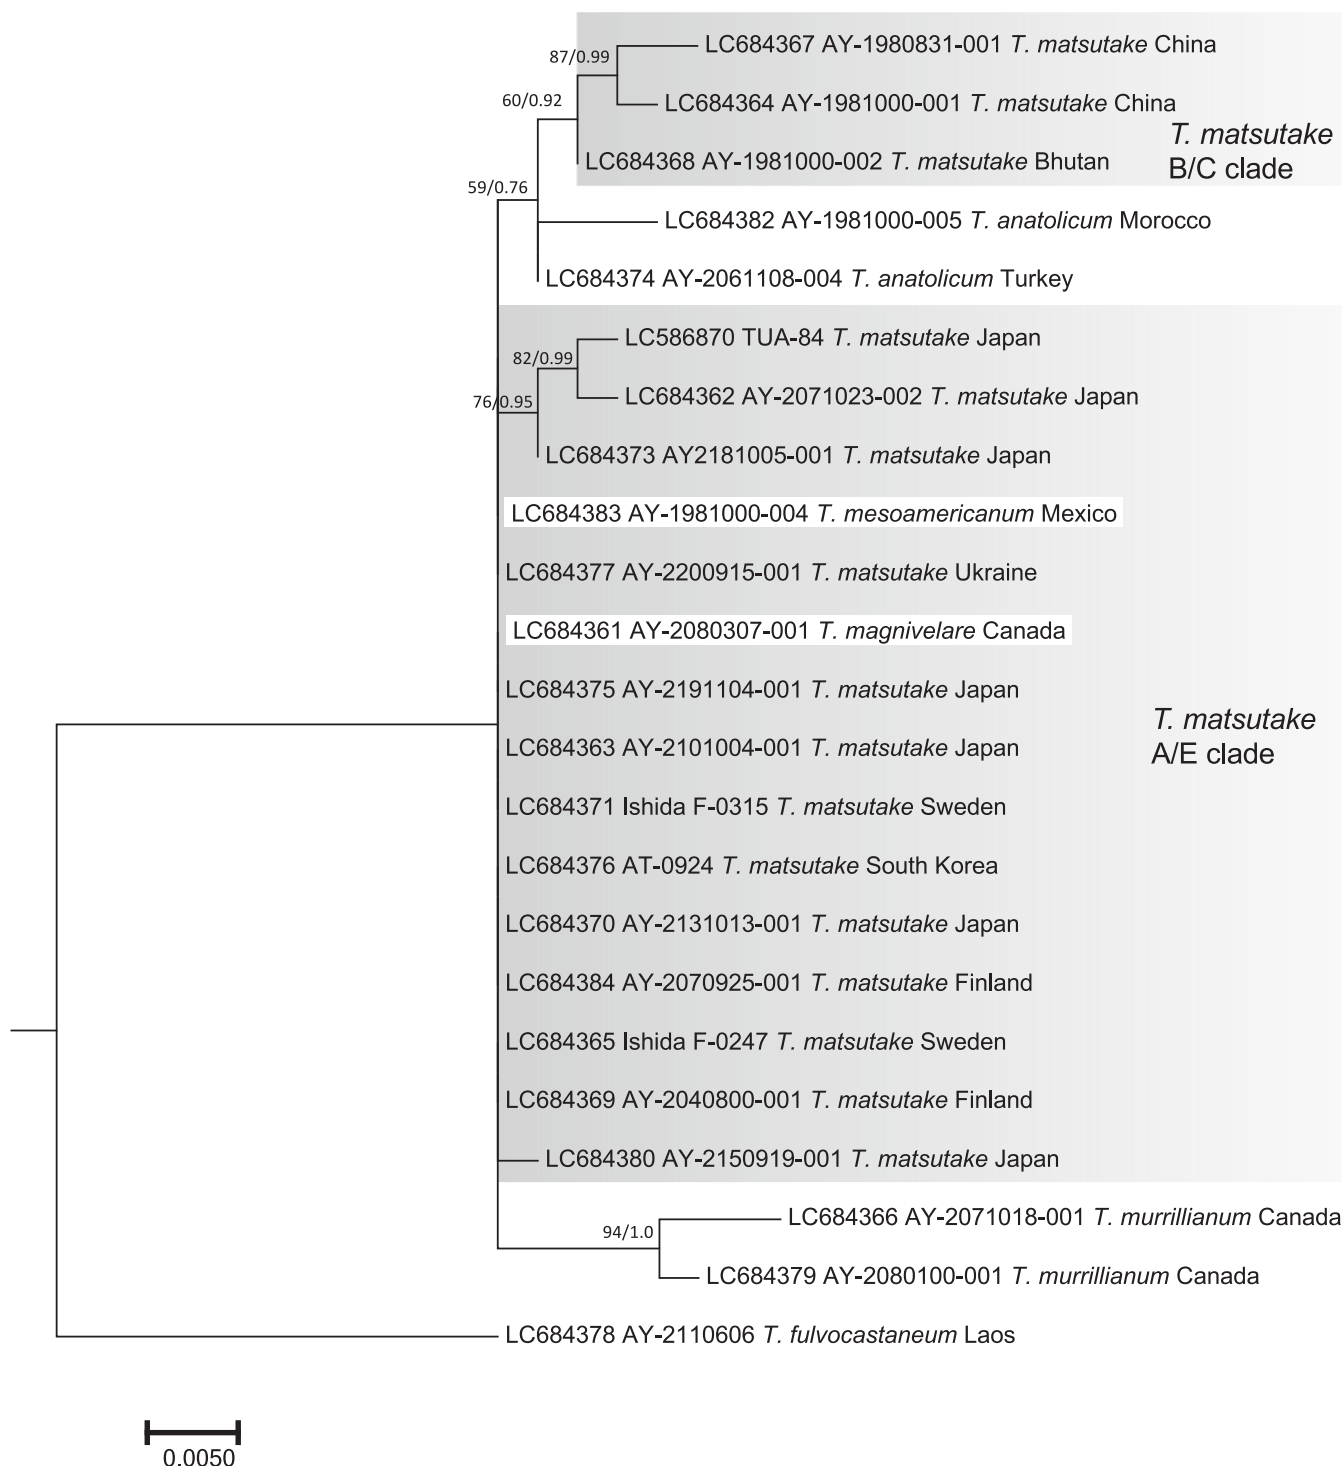 87/0.99
LC684367 AY-1980831-001 T. matsutake China
60/0.92
LC684364 AY-1981000-001 T. matsutake China
T. matsutake
B/C clade
LC684368 AY-1981000-002 T. matsutake Bhutan
59/0.76
LC684382 AY-1981000-005 T. anatolicum Morocco
LC684374 AY-2061108-004 T. anatolicum Turkey
LC586870 TUA-84 T. matsutake Japan
82/0.99
LC684362 AY-2071023-002 T. matsutake Japan
76/0.95
LC684373 AY2181005-001 T. matsutake Japan
LC684383 AY-1981000-004 T. mesoamericanum Mexico
LC684377 AY-2200915-001 T. matsutake Ukraine
LC684361 AY-2080307-001 T. magnivelare Canada
LC684375 AY-2191104-001 T. matsutake Japan
T. matsutake
A/E clade
LC684363 AY-2101004-001 T. matsutake Japan
LC684371 Ishida F-0315 T. matsutake Sweden
LC684376 AT-0924 T. matsutake South Korea
LC684370 AY-2131013-001 T. matsutake Japan
LC684384 AY-2070925-001 T. matsutake Finland
LC684365 Ishida F-0247 T. matsutake Sweden
LC684369 AY-2040800-001 T. matsutake Finland
LC684380 AY-2150919-001 T. matsutake Japan
LC684366 AY-2071018-001 T. murrillianum Canada
94/1.0
LC684379 AY-2080100-001 T. murrillianum Canada
LC684378 AY-2110606 T. fulvocastaneum Laos
0.0050